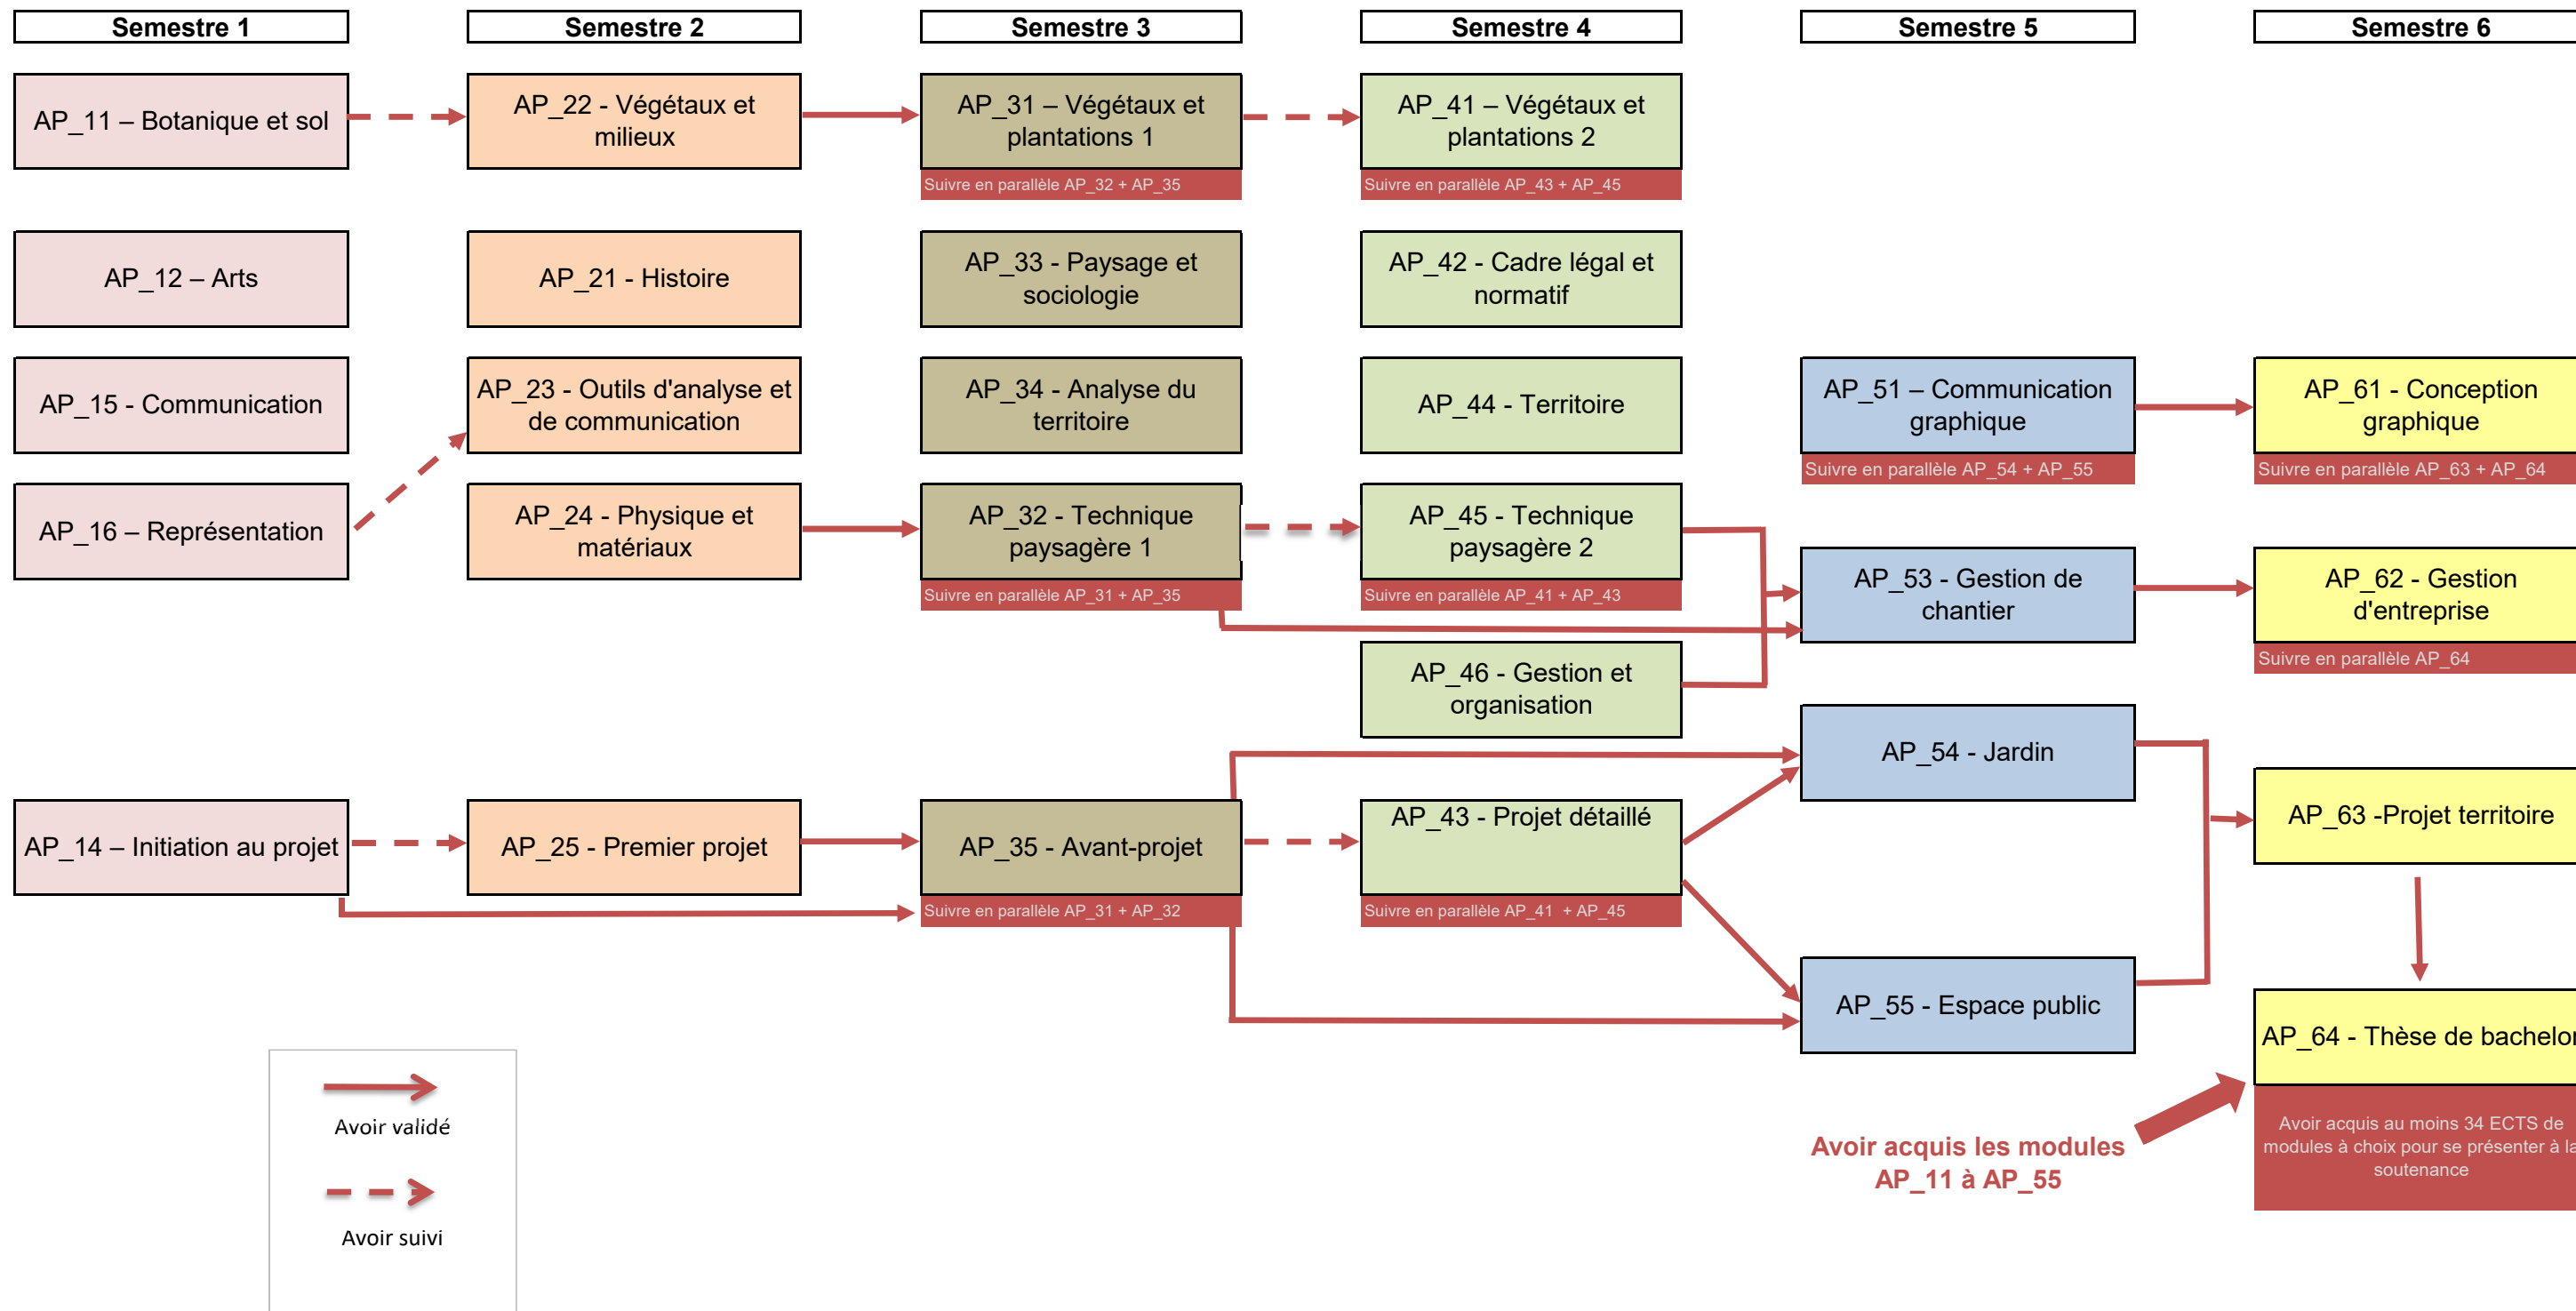 Semestre 1
Semestre 2
Semestre 3
Semestre 4
Semestre 5
Semestre 6
AP_11 – Botanique et sol
AP_22 - Végétaux et
milieux
AP_31 – Végétaux et
plantations 1
Suivre en parallèle AP_32 + AP_35
AP_41 – Végétaux et
plantations 2
Suivre en parallèle AP_43 + AP_45
AP_12 – Arts
AP_21 - Histoire
AP_33 - Paysage et
sociologie
AP_42 - Cadre légal et
normatif
AP_15 - Communication
AP_23 - Outils d'analyse et
de communication
AP_34 - Analyse du
territoire
AP_44 - Territoire
AP_51 – Communication
graphique
Suivre en parallèle AP_54 + AP_55
AP_61 - Conception
graphique
Suivre en parallèle AP_63 + AP_64
AP_16 – Représentation
AP_24 - Physique et
matériaux
AP_32 - Technique
paysagère 1
Suivre en parallèle AP_31 + AP_35
AP_45 - Technique
paysagère 2
Suivre en parallèle AP_41 + AP_43
AP_53 - Gestion de
chantier
AP_62 - Gestion
d'entreprise
Suivre en parallèle AP_64
AP_46 - Gestion et
organisation
AP_54 - Jardin
AP_14 – Initiation au projet
AP_25 - Premier projet
AP_35 - Avant-projet
Suivre en parallèle AP_31 + AP_32
AP_43 - Projet détaillé
Suivre en parallèle AP_41 + AP_45
AP_63 -Projet territoire
AP_55 - Espace public
AP_64 - Thèse de bachelor
Avoir acquis au moins 34 ECTS de
modules à choix pour se présenter à la
soutenance
Avoir acquis les modules
AP_11 à AP_55
Avoir validé
Avoir suivi